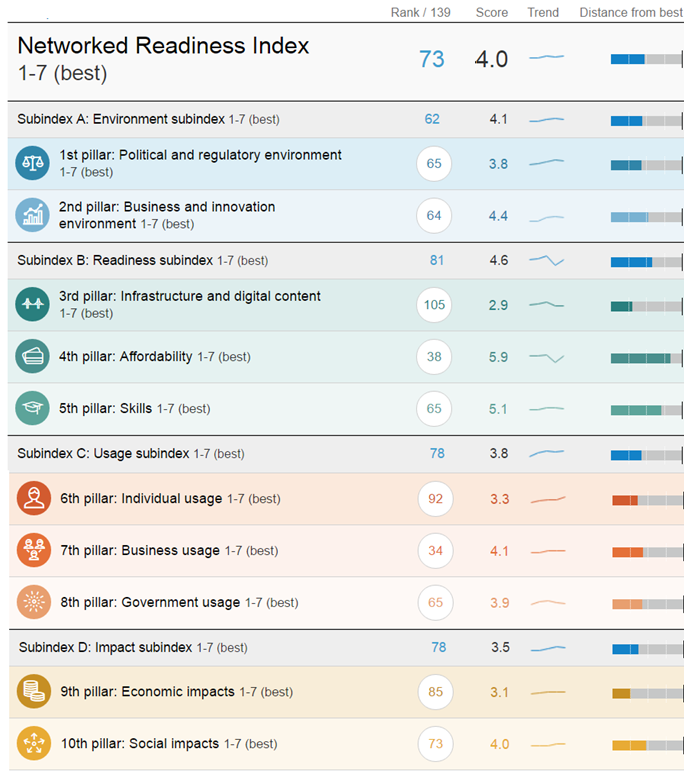 Rank / 139 Score Trend Distance from best
Networked Readiness Index 73 4.0
1-7 (best)
Subindex A: Environment subindex 1-7 (best) 62 4.1
1st pillar: Political and regulatory environment 65 3.8
1-7 (best)
2nd pillar: Business and innovation 64 4.4
environment 1-7 (best)
Subindex B: Readiness subindex 1-7 (best) 81 4.6
3rd pillar: Infrastructure and digital content 105 2.9
1-7 (best)
4th pillar: Affordability 1-7 (best) 38 5.9
5th pillar: Skills 1-7 (best) 65 5.1
Subindex C: Usage subindex 1-7 (best) 78 3.8
6th pillar: Individual usage 1-7 (best) 92 3.3
7th pillar: Business usage 1-7 (best) 34 4.1
8th pillar: Government usage 1-7 (best) 65 3.9
Subindex D: Impact subindex 1-7 (best) 78 3.5
9th pillar: Economic impacts 1-7 (best) 85 3.1
10th pillar: Social impacts 1-7 (best) 73 4.0